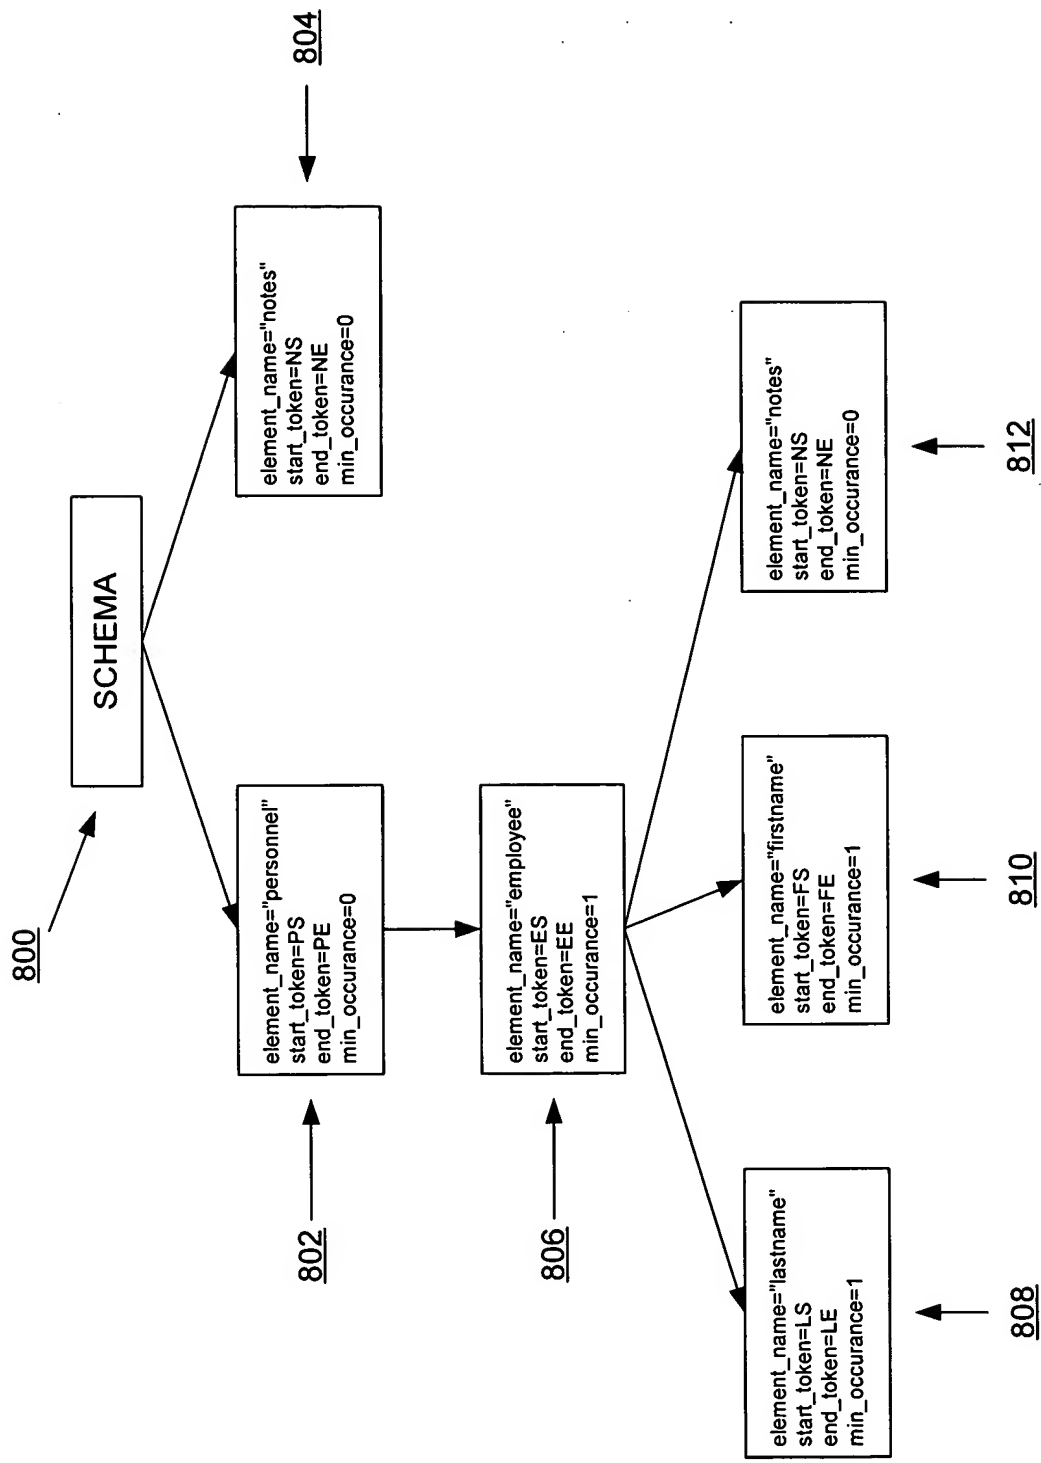 800
SCHEMA
802
element_name="personnel"
start_token=PS
end_token=PE
min_occurance=0
element_name="notes"
start_token=NS
end_token=NE
min_occurance=0
804
806
element_name="employee"
start_token=ES
end_token=EE
min_occurance=1
element_name="lastname"
start_token=LS
end_token=LE
min_occurance=1
element_name="firstname"
start_token=FS
end_token=FE
min_occurance=1
element_name="notes"
start_token=NS
end_token=NE
min_occurance=0
808
810
812